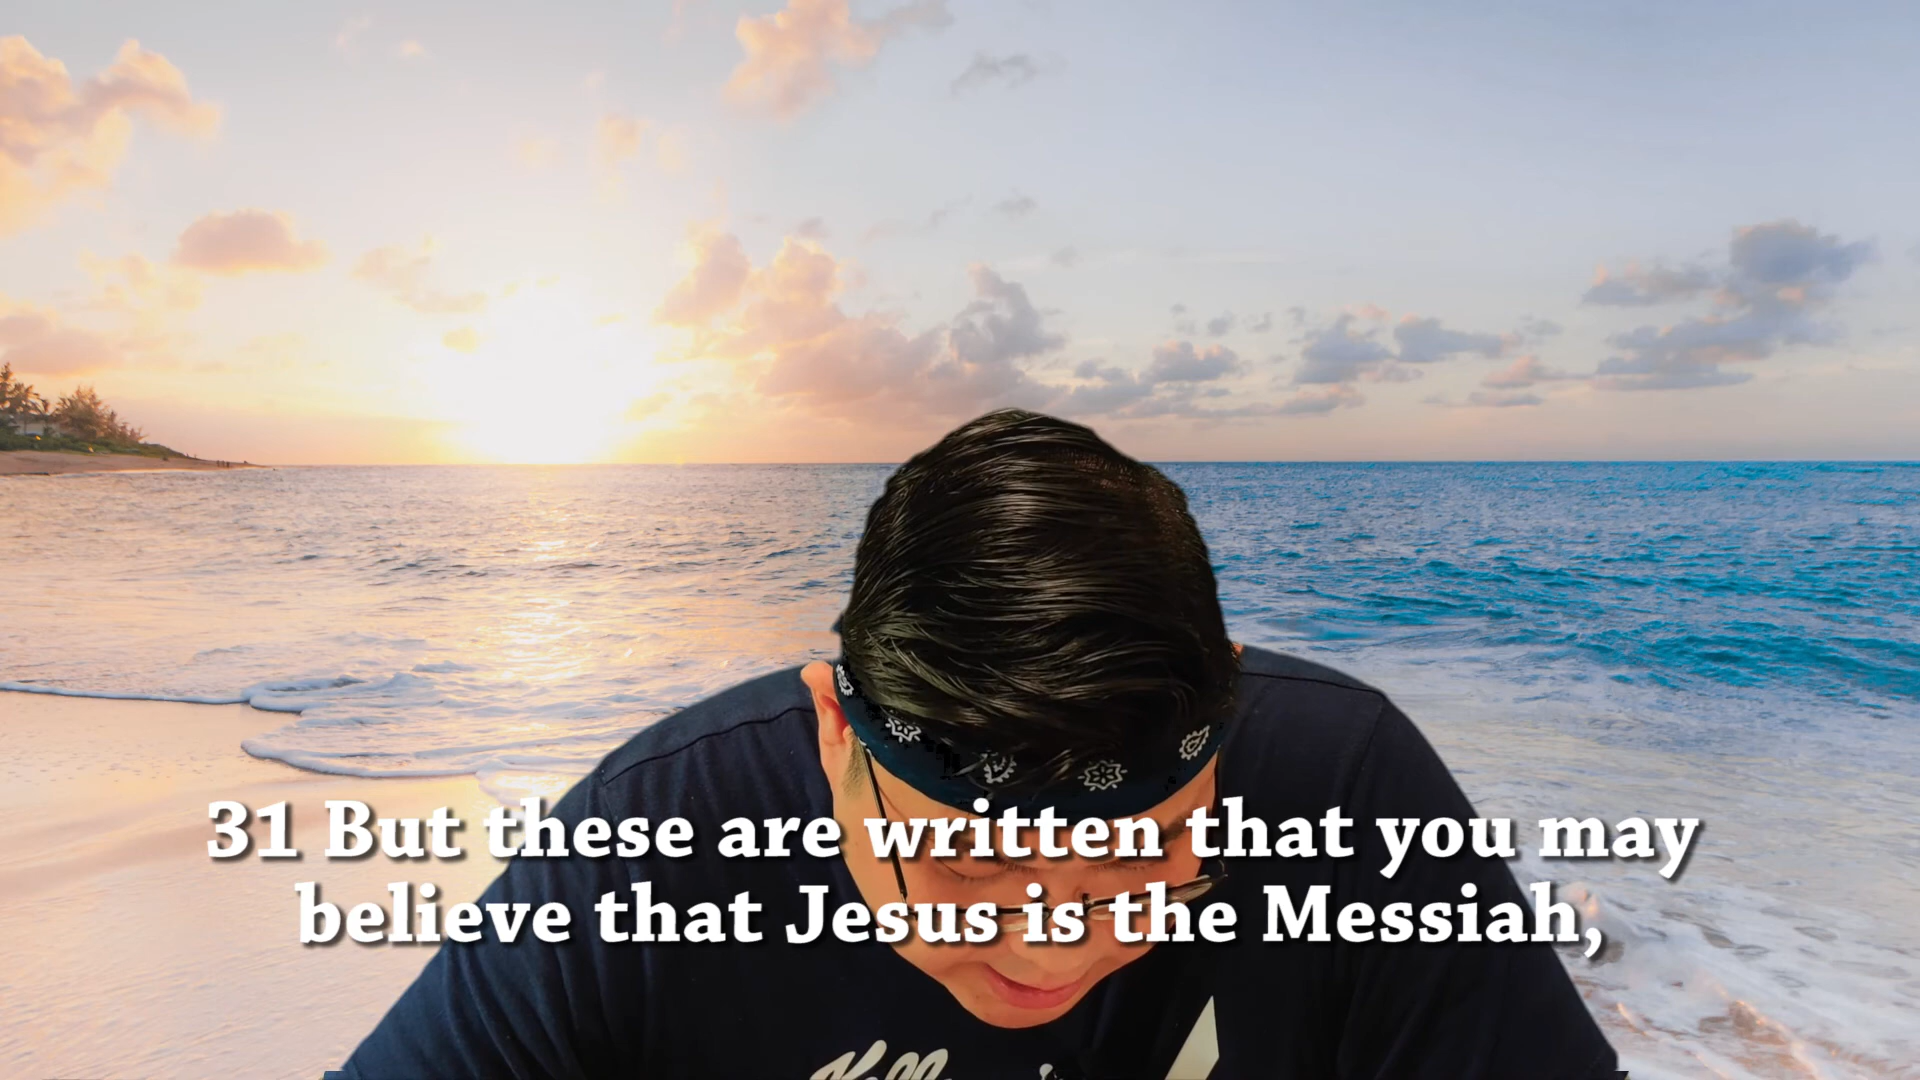 31 But these are written that you may
believe that Jesus is the Messiah,